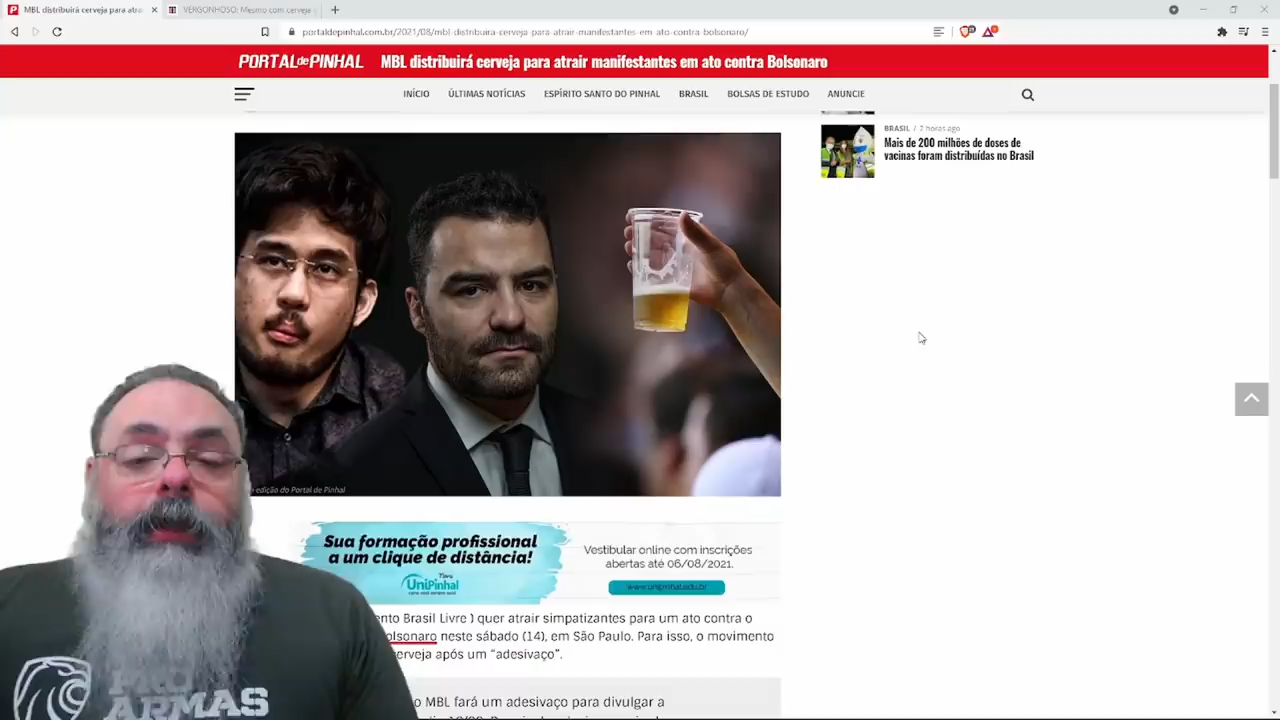 MBL distribuirá cerveja para atra
VERGONHOSO: Mesmo com cerveja g
portaldepinhal.com.br/2021/08/mbl-distribuira-cerveja-para-atrair-manifestantes-em-ato-contra-bolsonaro/
PORTAL de PINHAL MBL distribuirá cerveja para atrair manifestantes em ato contra Bolsonaro
INÍCIO ÚLTIMAS NOTÍCIAS ESPÍRITO SANTO DO PINHAL BRASIL BOLSAS DE ESTUDO ANUNCIE
BRASIL / 7 horas ago
Mais de 200 milhões de doses de
vacinas foram distribuídas no Brasil
edição do Portal de Pinhal
Sua formação profissional
a um clique de distância!
UniPinhal
Vestibular online com inscrições
abertas até 06/08/2021.
www.unipinhal.edu.br
ento Brasil Livre ) quer atrair simpatizantes para um ato contra o
olsonaro neste sábado (14), em São Paulo. Para isso, o movimento
erveja após um “adesivaço”.
o MBL fará um adesivaço para divulgar a
PRO
ARMAS